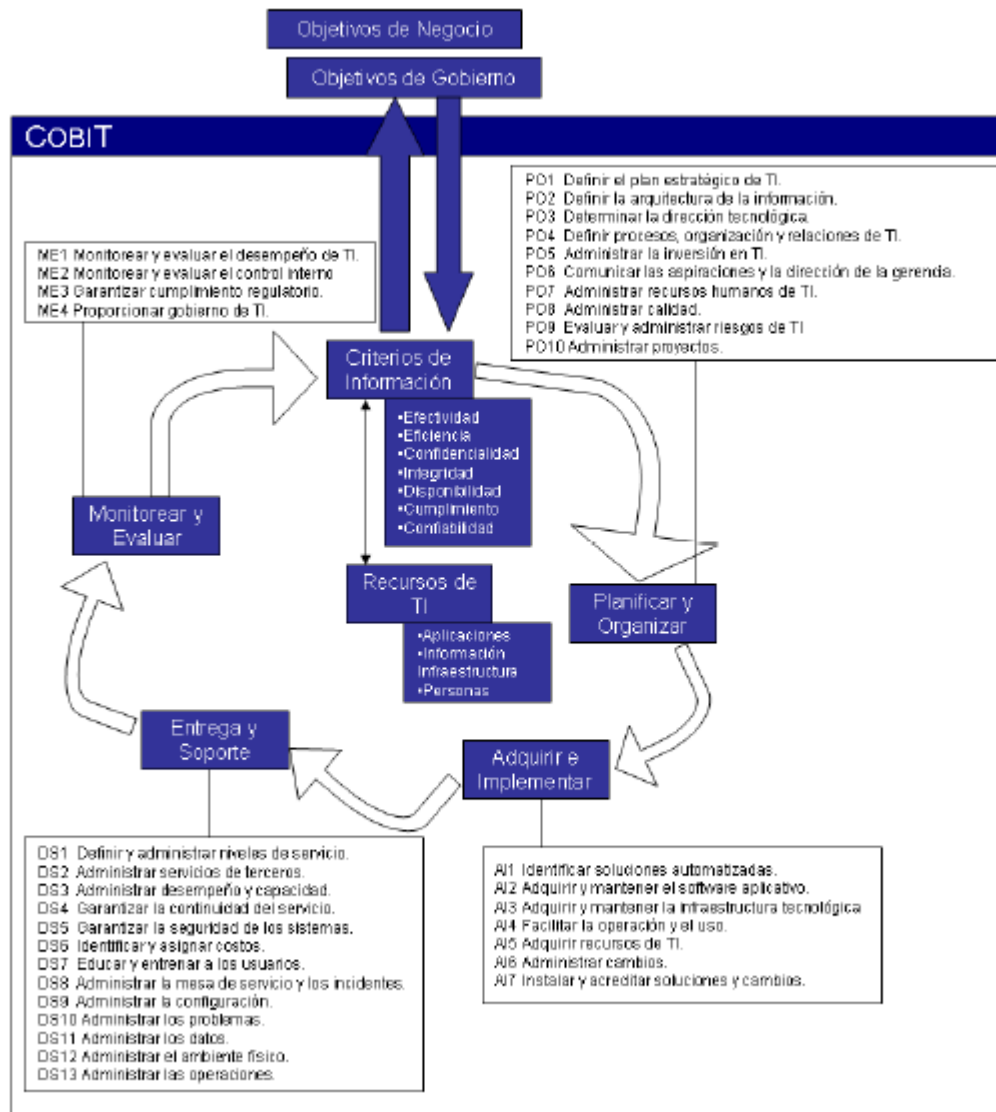 Objetivos de Negocio
Objetivos de Gobierno
COBIT
PO1 Definir el plan estratégico de TI.
PO2 Definir la arquitectura de la información.
PO3 Determinar la dirección tecnológica.
PO4 Definir procesos, organización y relaciones de TI.
PO5 Administrar la inversión en TI.
PO6 Comunicar las aspiraciones y la dirección de la gerencia.
PO7 Administrar recursos humanos de TI.
PO8 Administrar calidad.
PO9 Evaluar y administrar riesgos de TI
PO10 Administrar proyectos.
ME1 Monitorear y evaluar el desempeño de TI.
ME2 Monitorear y evaluar el control interno
ME3 Garantizar cumplimiento regulatorio.
ME4 Proporcionar gobierno de TI.
Criterios de
Información
•Efectividad
•Eficiencia
•Confidencialidad
•Integridad
•Disponibilidad
•Cumplimiento
•Confiabilidad
Monitorear y
Evaluar
Recursos de
TI
•Aplicaciones
•Información
Infraestructura
•Personas
Planificar y
Organizar
Entrega y
Soporte
Adquirir e
Implementar
DS1 Definir y administrar niveles de servicio.
DS2 Administrar servicios de terceros.
DS3 Administrar desempeño y capacidad.
DS4 Garantizar la continuidad del servicio.
DS5 Garantizar la seguridad de los sistemas.
DS6 Identificar y asignar costos.
DS7 Educar y entrenar a los usuarios.
DS8 Administrar la mesa de servicio y los incidentes.
DS9 Administrar la configuración.
DS10 Administrar los problemas.
DS11 Administrar los datos.
DS12 Administrar el ambiente físico.
DS13 Administrar las operaciones.
AI1 Identificar soluciones automatizadas.
AI2 Adquirir y mantener el software aplicativo.
AI3 Adquirir y mantener la infraestructura tecnológica
AI4 Facilitar la operación y el uso.
AI5 Adquirir recursos de TI.
AI6 Administrar cambios.
AI7 Instalar y acreditar soluciones y cambios.